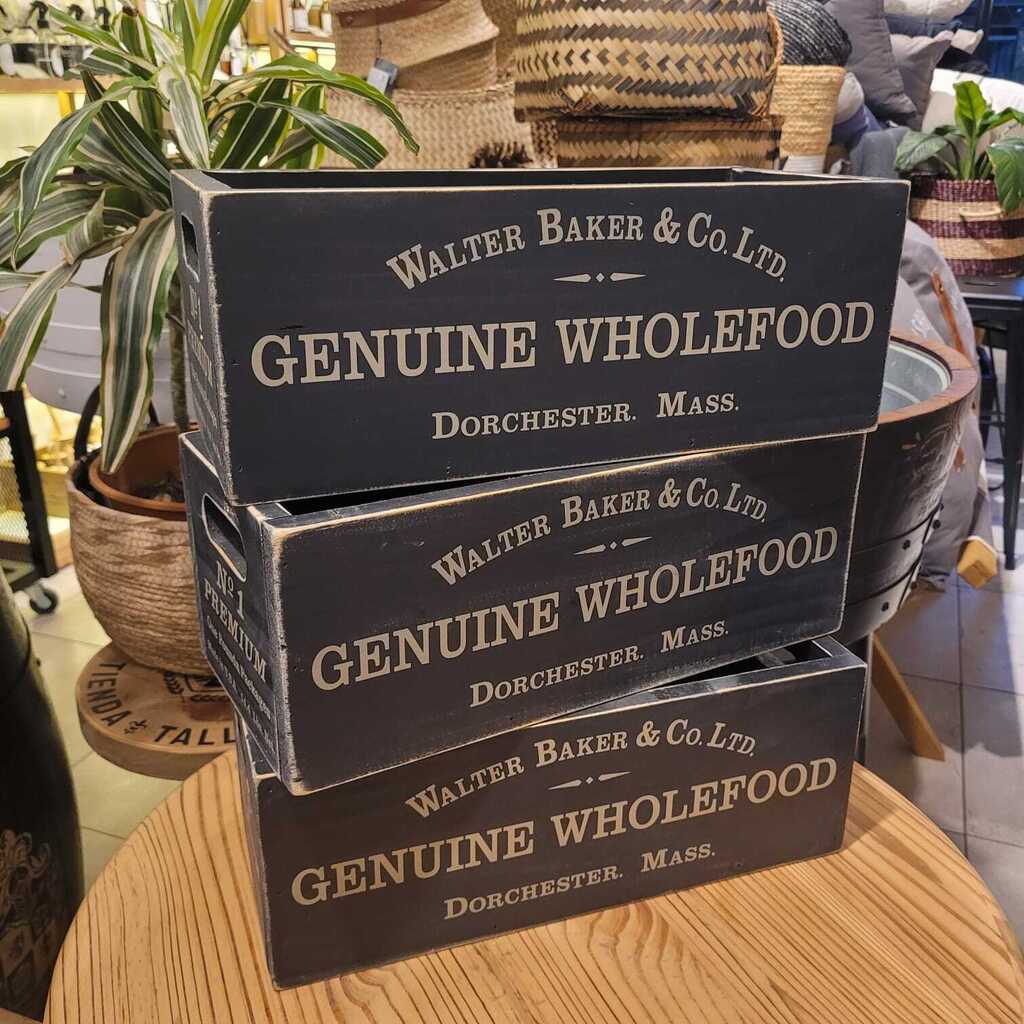 WALTER BAKER & CO. LTD.
GENUINE WHOLEFOOD
DORCHESTER. MASS.
WALTER BAKER & CO. LTD.
GENUINE WHOLEFOOD
DORCHESTER. MASS.
Nº 1
PREMIUM
WALTER BAKER & CO. LTD.
GENUINE WHOLEFOOD
DORCHESTER. MASS.
TIENDA